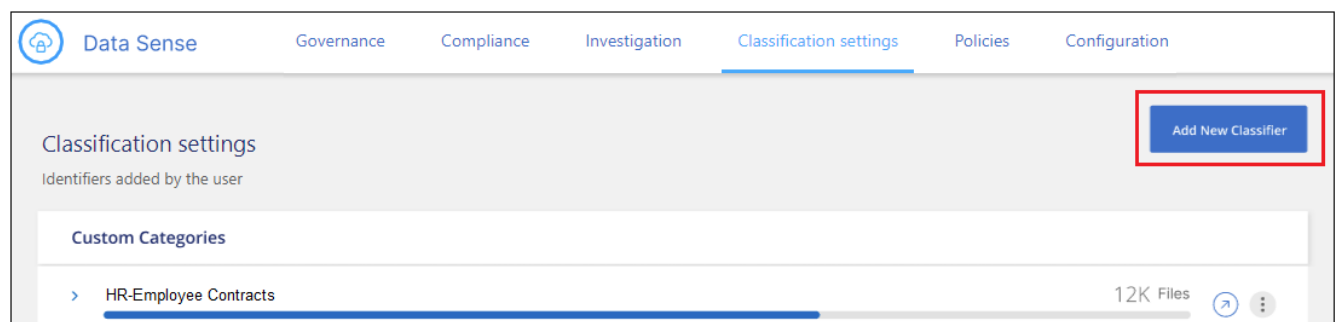 Data Sense Governance Compliance Investigation Classification settings Policies Configuration
Add New Classifier
Classification settings
Identifiers added by the user
Custom Categories
HR-Employee Contracts 12K Files